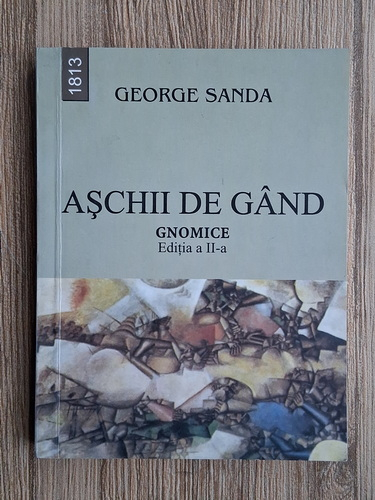 1813
GEORGE SANDA
AŞCHII DE GÂND
GNOMICE
Ediţia a II-a